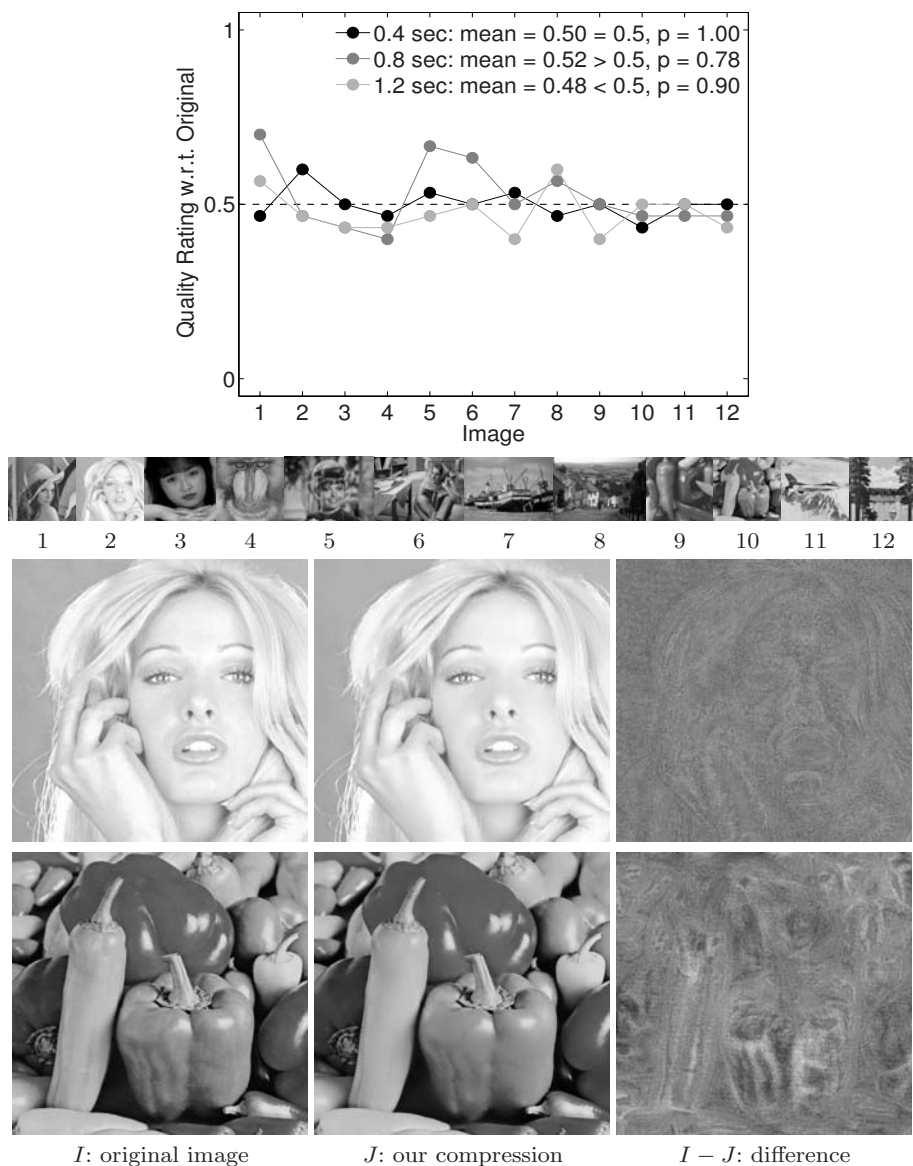 1
0.4 sec: mean = 0.50 = 0.5, p = 1.00
0.8 sec: mean = 0.52 > 0.5, p = 0.78
1.2 sec: mean = 0.48 < 0.5, p = 0.90
Quality Rating w.r.t. Original
0.5
0
1 2 3 4 5 6 7 8 9 10 11 12
Image
1 2 3 4 5 6 7 8 9 10 11 12
I: original image
J: our compression
I − J: difference